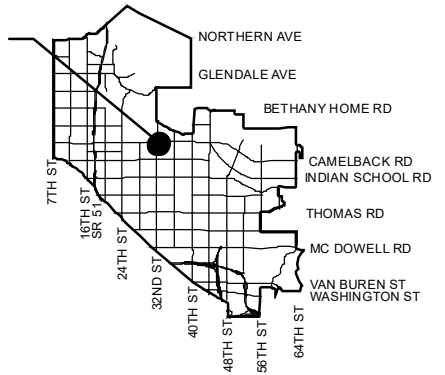 NORTHERN AVE
GLENDALE AVE
BETHANY HOME RD
CAMELBACK RD
INDIAN SCHOOL RD
THOMAS RD
MC DOWELL RD
VAN BUREN ST
WASHINGTON ST
7TH ST
16TH ST
SR 51
24TH ST
32ND ST
40TH ST
48TH ST
56TH ST
64TH ST